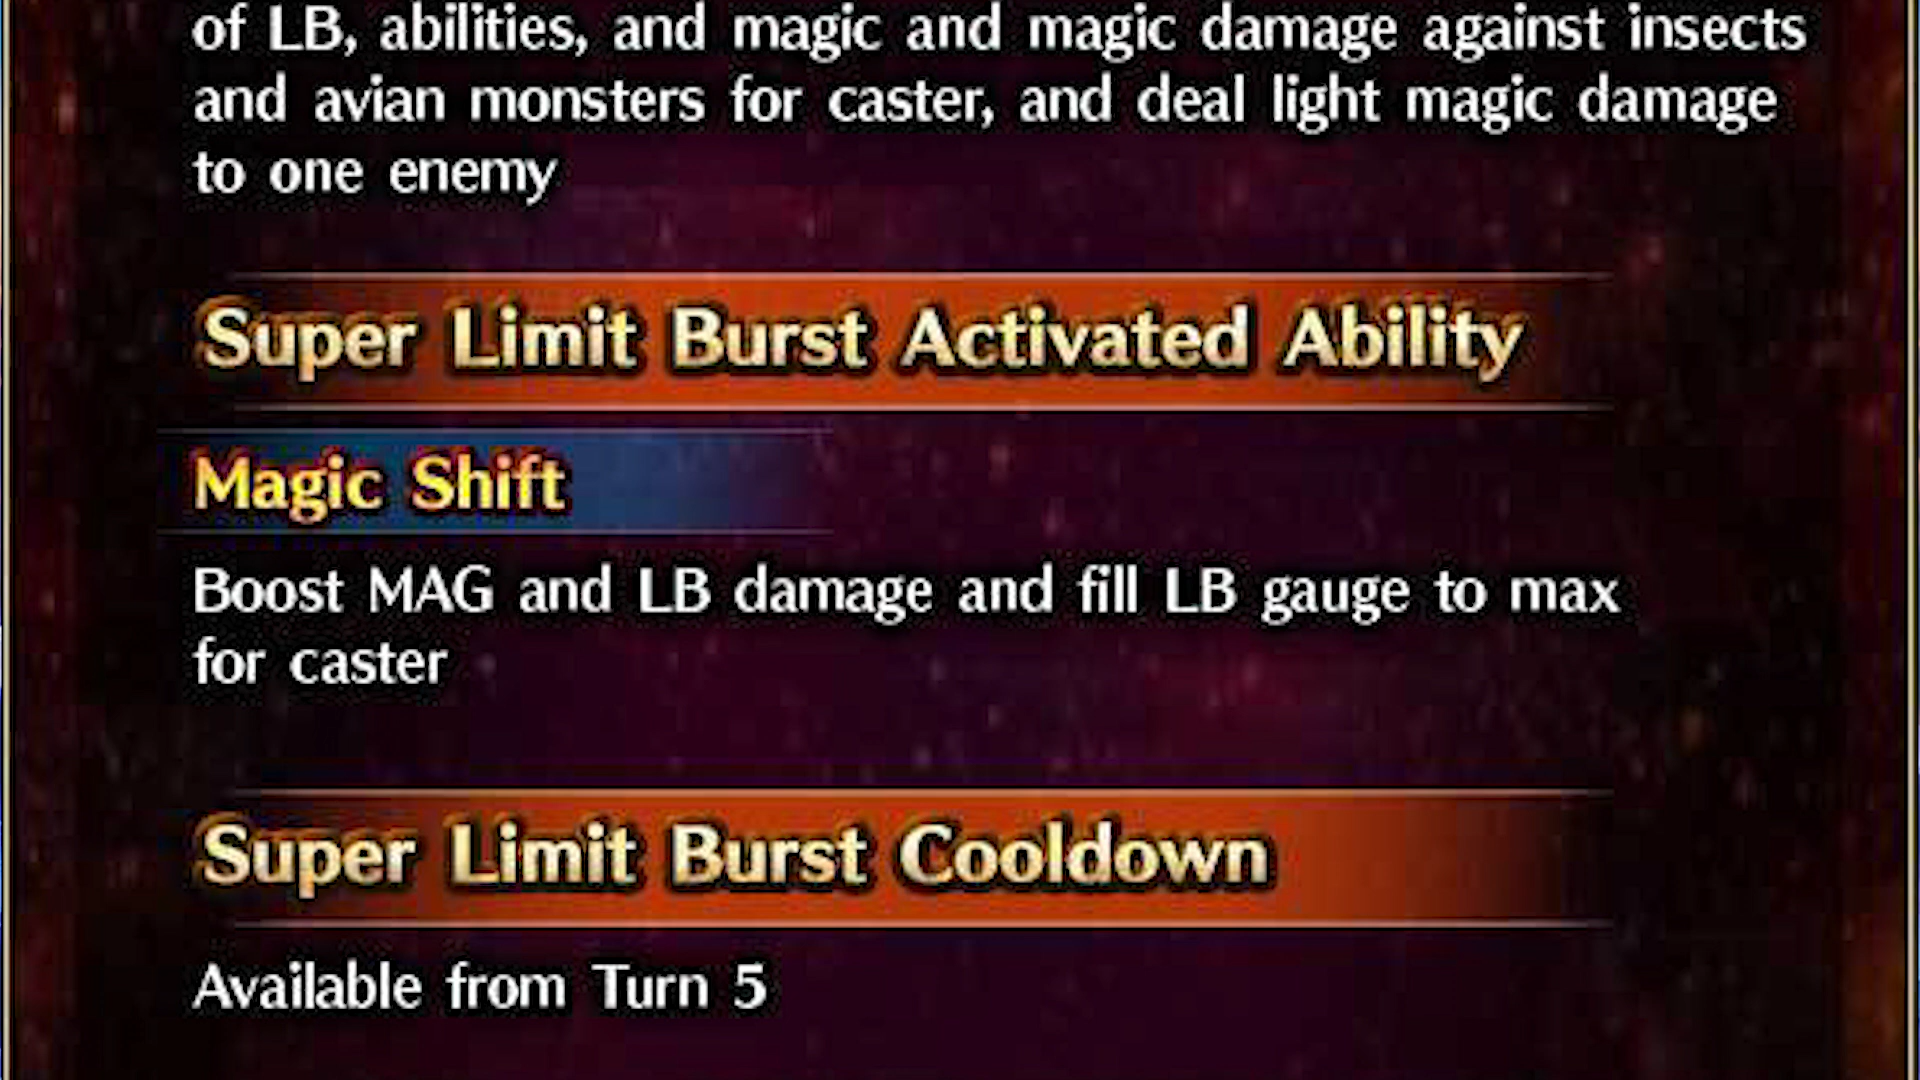 of LB, abilities, and magic and magic damage against insects
and avian monsters for caster, and deal light magic damage
to one enemy
Super Limit Burst Activated Ability
Magic Shift
Boost MAG and LB damage and fill LB gauge to max
for caster
Super Limit Burst Cooldown
Available from Turn 5